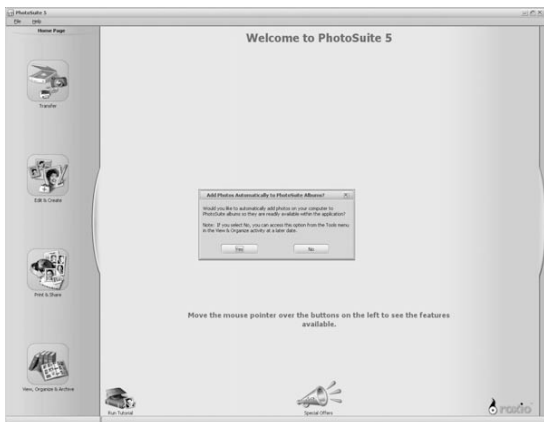 PhotoSuite 5
File Help
Home Page
Welcome to PhotoSuite 5
Transfer
Edit & Create
Add Photos Automatically to PhotoSuite Albums?
Would you like to automatically add photos on your computer to
PhotoSuite albums so they are readily available within the application?
Note: If you select No, you can access this option from the Tools menu
in the View & Organize activity at a later date.
Yes No
Print & Share
Move the mouse pointer over the buttons on the left to see the features
available.
View, Organize & Archive
Run Tutorial
Special Offers
roxio